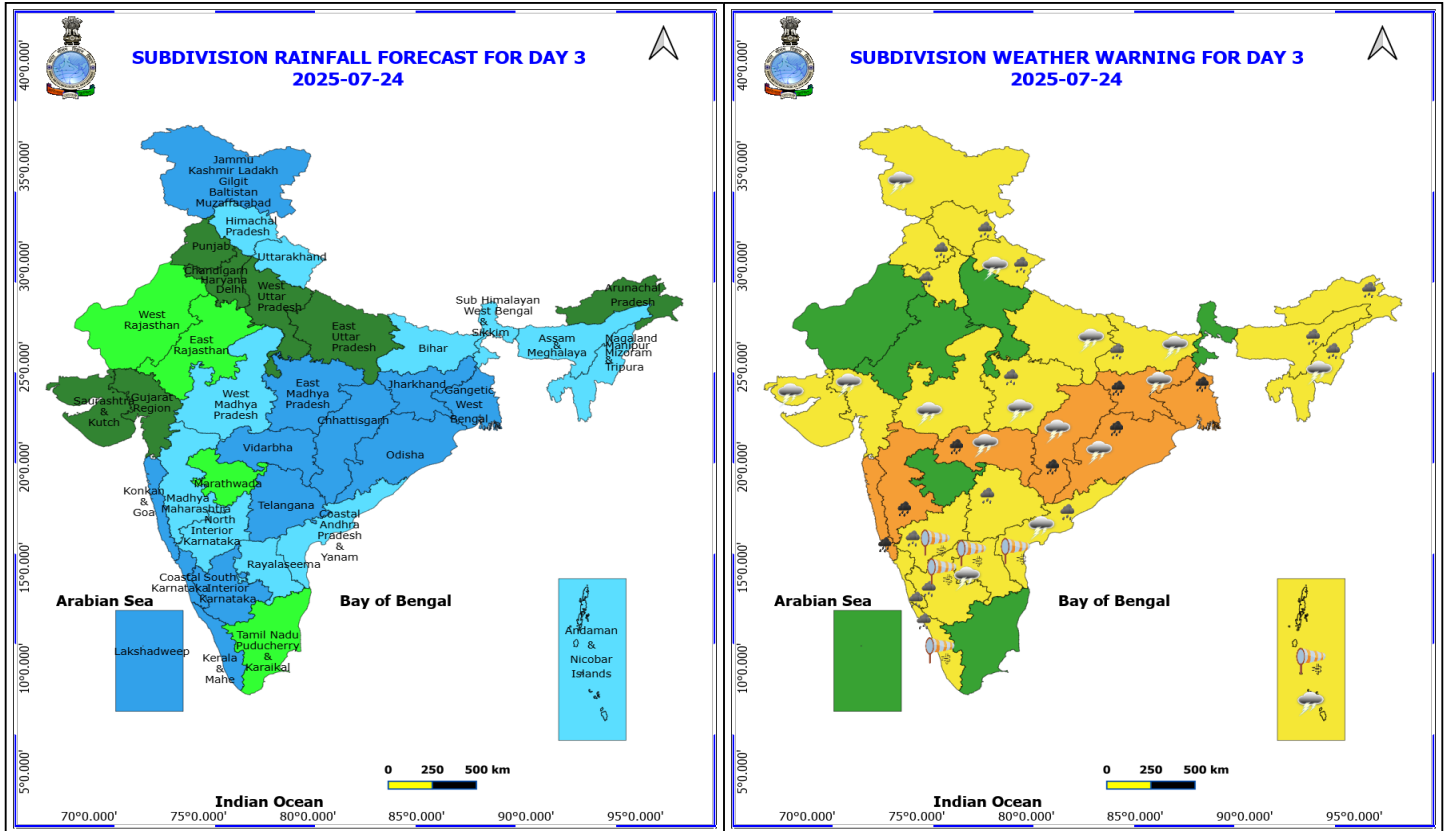 SUBDIVISION RAINFALL FORECAST FOR DAY 3
2025-07-24
40°0.000'
35°0.000'
30°0.000'
25°0.000'
20°0.000'
15°0.000'
10°0.000'
5°0.000'
Jammu
Kashmir Ladakh
Gilgit
Baltistan
Muzaffarabad
Himachal
Pradesh
Punjab
Uttarakhand
Chandigarh
Haryana
Delhi
West
Uttar
Pradesh
East
Uttar
Pradesh
West
Rajasthan
East
Rajasthan
Sub Himalayan
West Bengal
&
Sikkim
Arunachal
Pradesh
Assam
&
Meghalaya
Nagaland
Manipur
Mizoram
&
Tripura
Bihar
Saurashtra
&
Kutch
Gujarat
Region
West
Madhya
Pradesh
East
Madhya
Pradesh
Jharkhand
Gangetic
West
Bengal
Chhattisgarh
Vidarbha
Odisha
Marathwada
Konkan
&
Goa
Madhya
Maharashtra
Telangana
North
Interior
Karnataka
Coastal
Andhra
Pradesh
&
Yanam
Rayalaseema
Coastal
Karnataka
South
Interior
Karnataka
Arabian Sea
Bay of Bengal
Lakshadweep
Tamil Nadu
Puducherry
&
Karaikal
Kerala
&
Mahe
Andaman
&
Nicobar
Islands
0 250 500 km
Indian Ocean
70°0.000' 75°0.000' 80°0.000' 85°0.000' 90°0.000' 95°0.000'
SUBDIVISION WEATHER WARNING FOR DAY 3
2025-07-24
40°0.000'
35°0.000'
30°0.000'
25°0.000'
20°0.000'
15°0.000'
10°0.000'
5°0.000'
Arabian Sea
Bay of Bengal
0 250 500 km
Indian Ocean
70°0.000' 75°0.000' 80°0.000' 85°0.000' 90°0.000' 95°0.000'